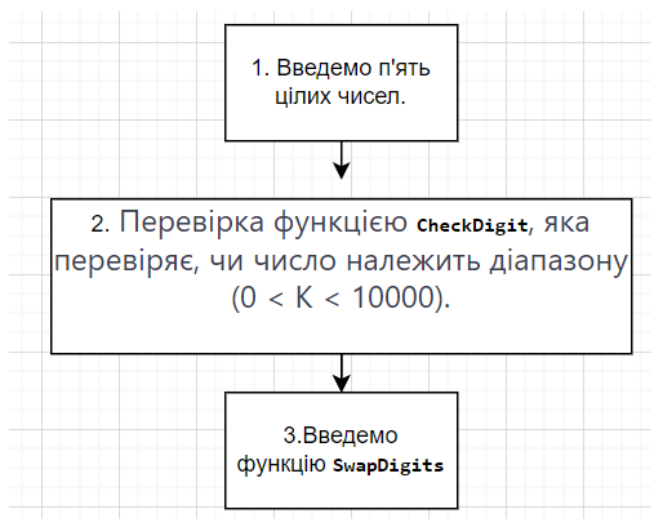 1. Введемо п'ять
цілих чисел.
2. Перевірка функцією CheckDigit, яка
перевіряє, чи число належить діапазону
(0 < K < 10000).
3.Введемо
функцію SwapDigits